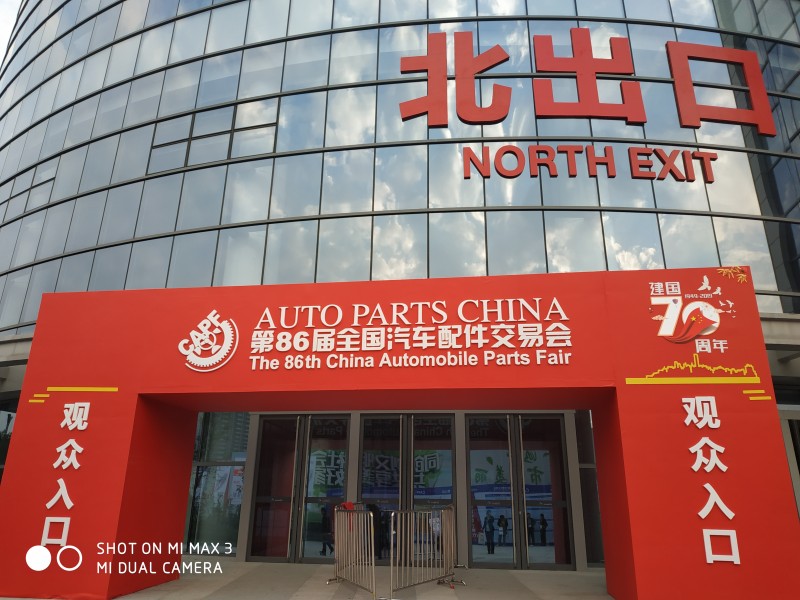 北出口
NORTH EXIT
CAPF
AUTO PARTS CHINA
第86届全国汽车配件交易会
The 86th China Automobile Parts Fair
建国
1949-2019
70
周年
观众入口
观众入口
SHOT ON MI MAX 3
MI DUAL CAMERA